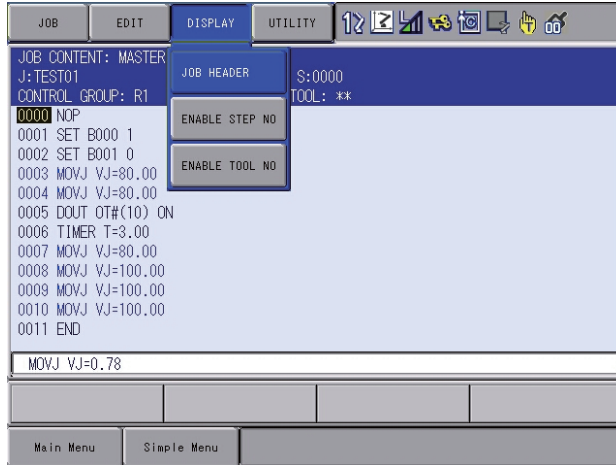 JOB EDIT DISPLAY UTILITY
JOB CONTENT: MASTER
J:TEST01 S:0000
CONTROL GROUP: R1 TOOL: **
JOB HEADER
ENABLE STEP NO
ENABLE TOOL NO
0000 NOP
0001 SET B000 1
0002 SET B001 0
0003 MOVJ VJ=80.00
0004 MOVJ VJ=80.00
0005 DOUT OT#(10) ON
0006 TIMER T=3.00
0007 MOVJ VJ=80.00
0008 MOVJ VJ=100.00
0009 MOVJ VJ=100.00
0010 MOVJ VJ=100.00
0011 END
MOVJ VJ=0.78
Main Menu Simple Menu